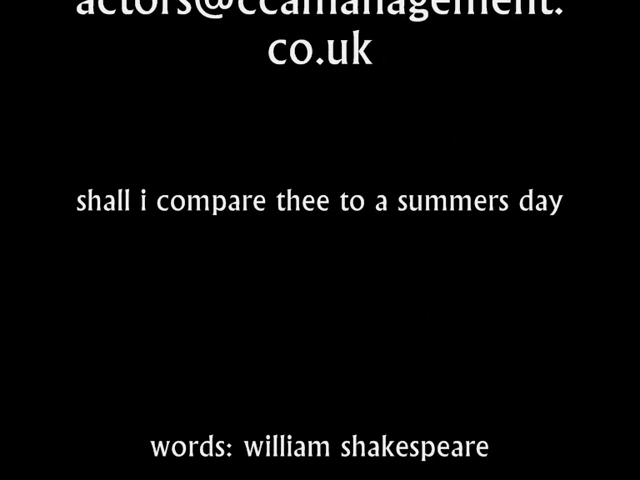 actors@ccamanagement.
co.uk
shall i compare thee to a summers day
words: william shakespeare